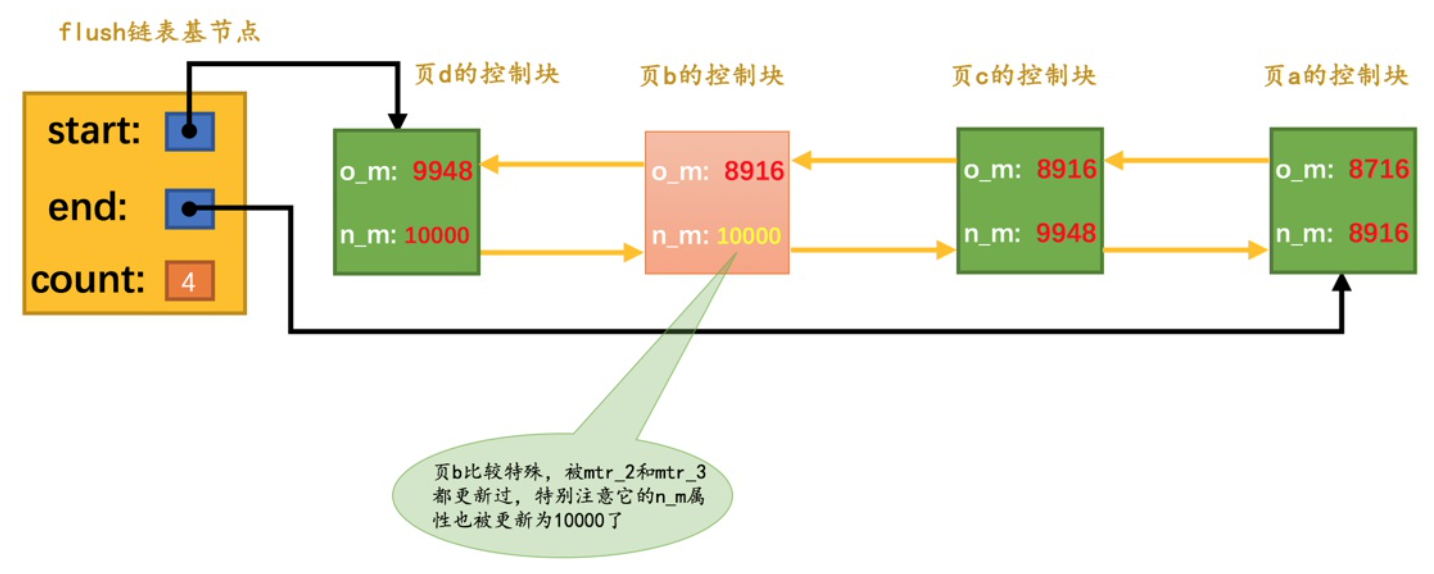 flush链表基节点
start:
end:
count: 4
页d的控制块
o_m: 9948
n_m: 10000
页b的控制块
o_m: 8916
n_m: 10000
页c的控制块
o_m: 8916
n_m: 9948
页a的控制块
o_m: 8716
n_m: 8916
页b比较特殊，被mtr_2和mtr_3
都更新过，特别注意它的n_m属
性也被更新为10000了